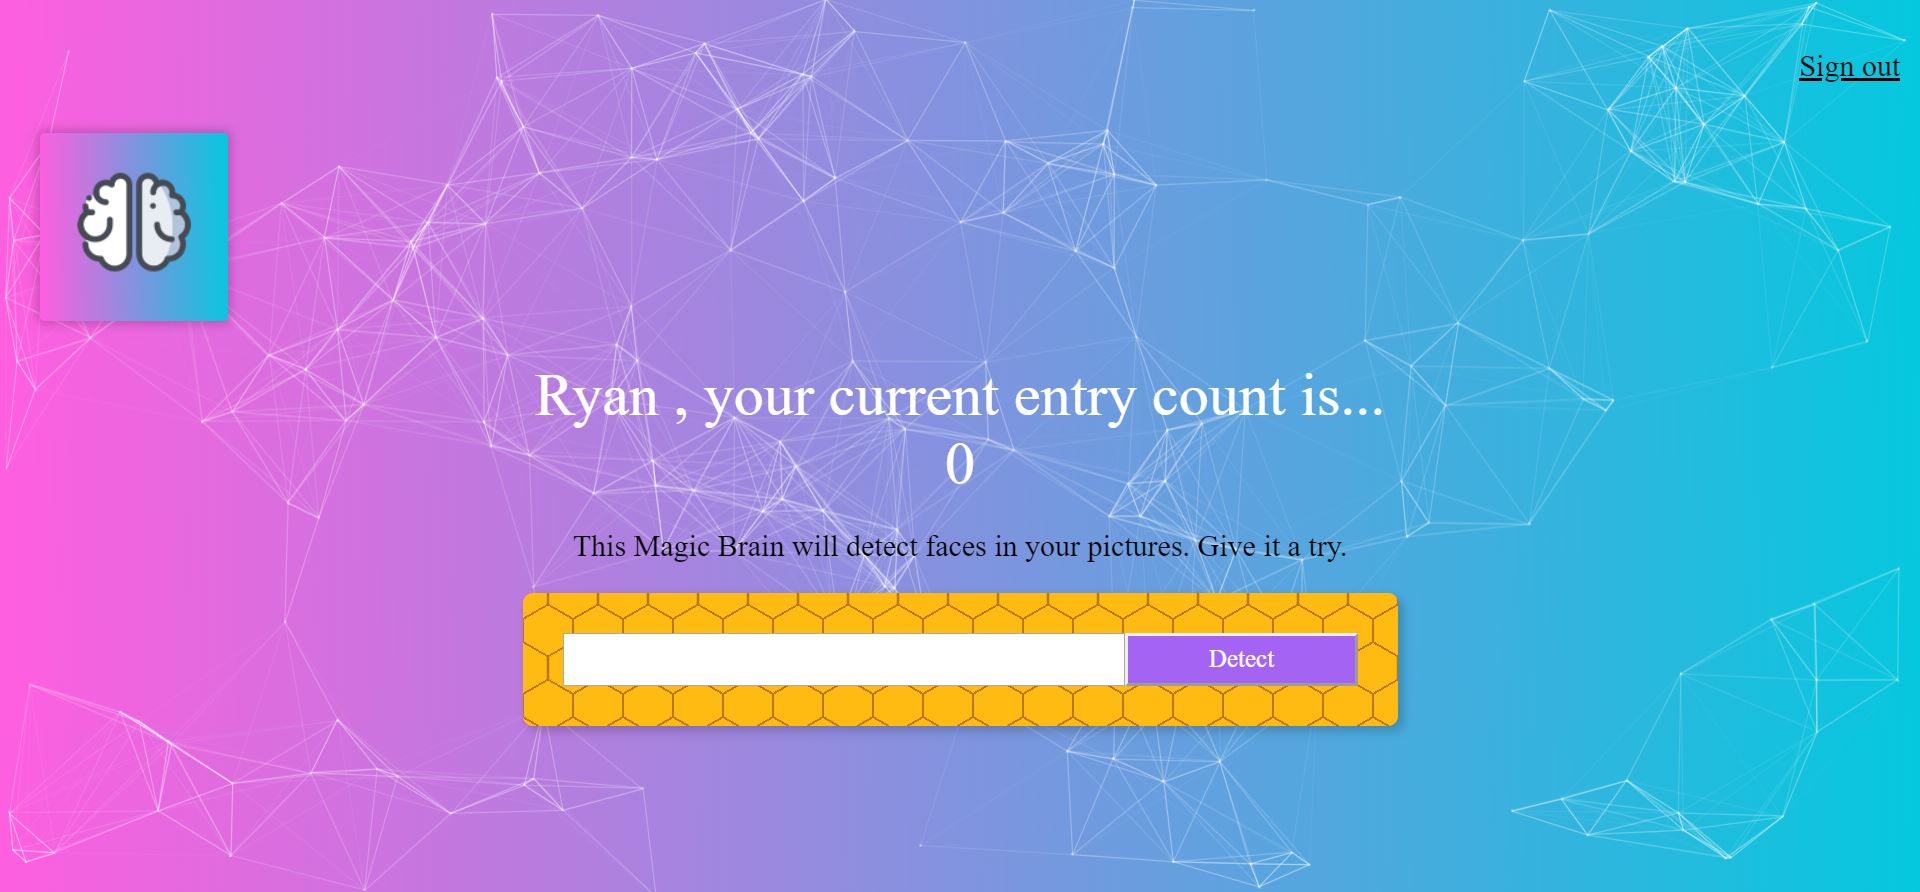 Sign out
Ryan , your current entry count is...
0
This Magic Brain will detect faces in your pictures. Give it a try.
Detect